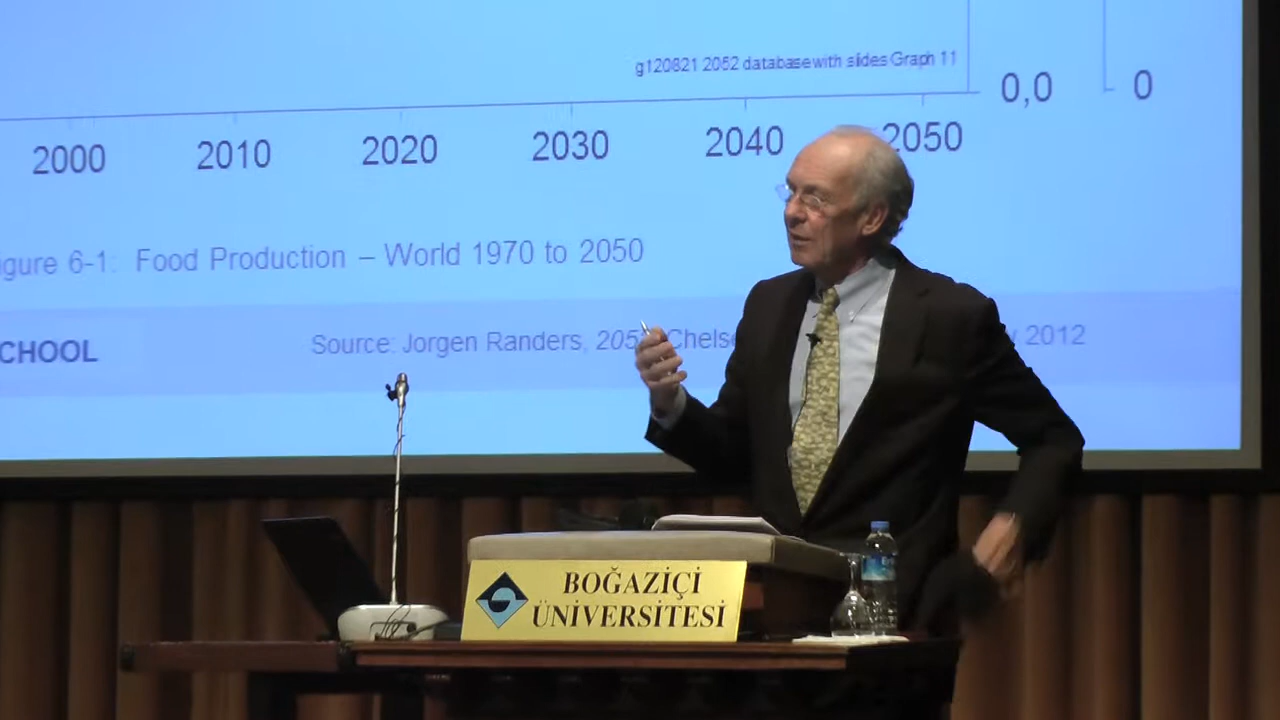 g120821 2052 database with slides Graph 11
0,0
0
2000 2010 2020 2030 2040 2050
igure 6-1: Food Production – World 1970 to 2050
CHOOL
Source: Jorgen Randers, 205 Chelse 2012
BOĞAZİÇİ
ÜNİVERSİTESİ